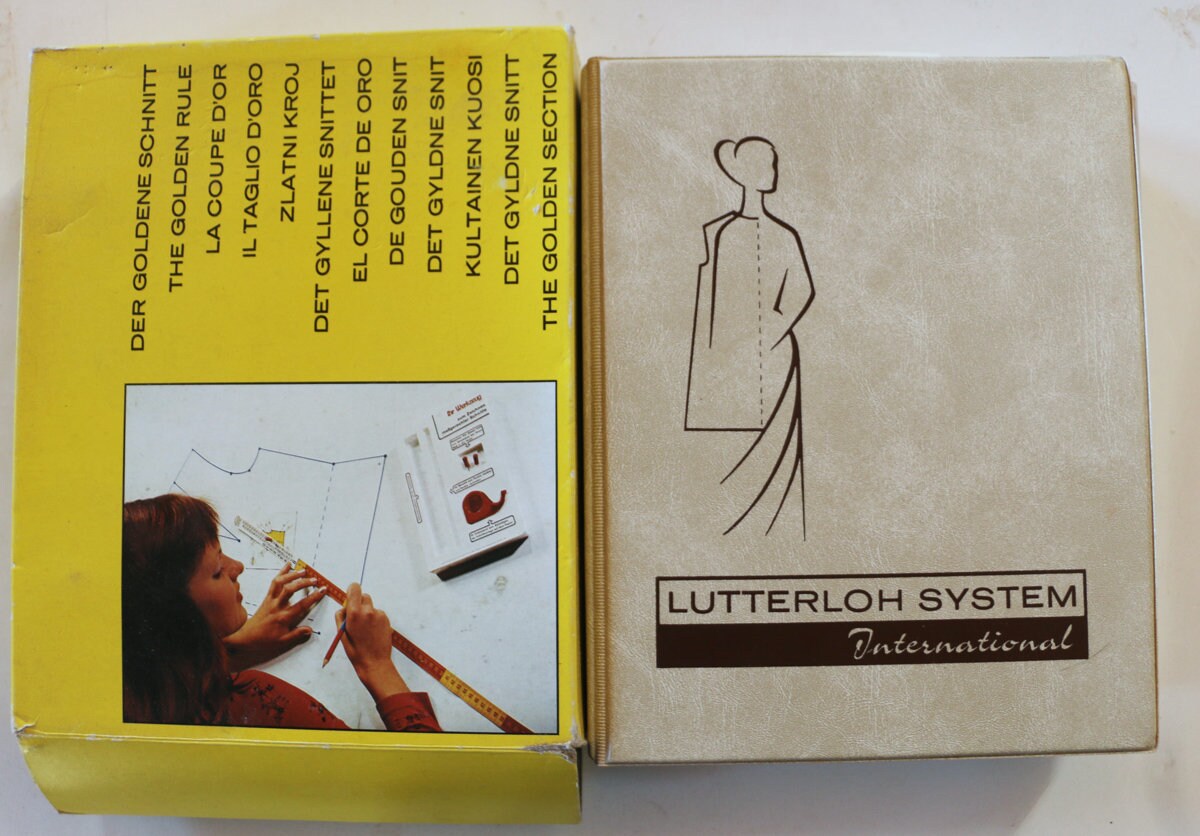 DER GOLDENE SCHNITT
THE GOLDEN RULE
LA COUPE D'OR
IL TAGLIO D'ORO
ZLATNI KROJ
DET GYLLENE SNITTET
EL CORTE DE ORO
DE GOUDEN SNIT
DET GYLDNE SNIT
KULTAINEN KUOSI
DET GYLDNE SNITT
THE GOLDEN SECTION
LUTTERLOH SYSTEM
International